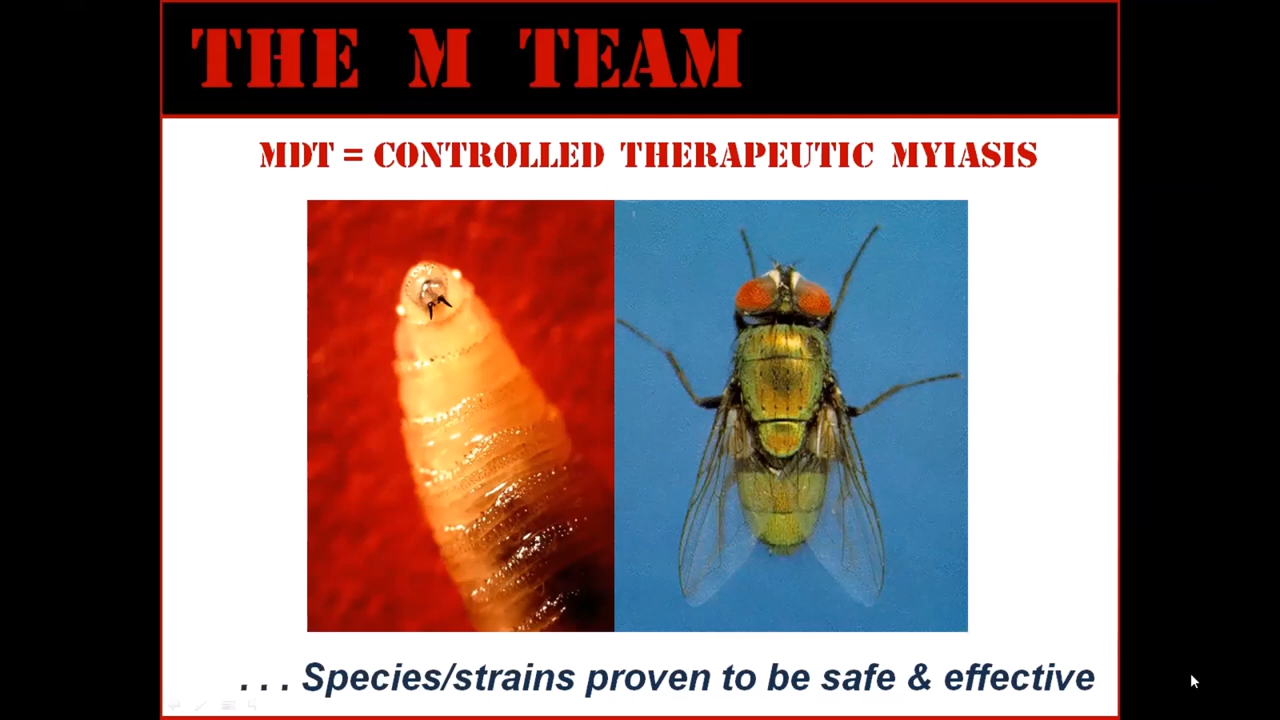 THE M TEAM
MDT = CONTROLLED THERAPEUTIC MYIASIS
. . . Species/strains proven to be safe & effective